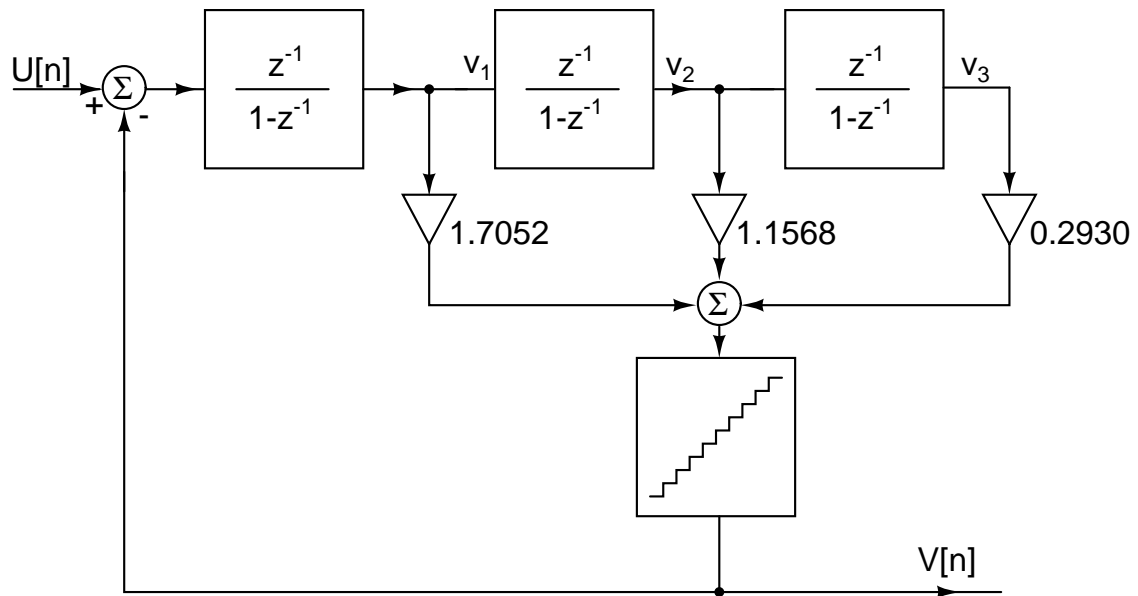 U[n]
+
Σ
-
z⁻¹
1-z⁻¹
v₁
z⁻¹
1-z⁻¹
v₂
z⁻¹
1-z⁻¹
v₃
1.7052
1.1568
0.2930
Σ
V[n]